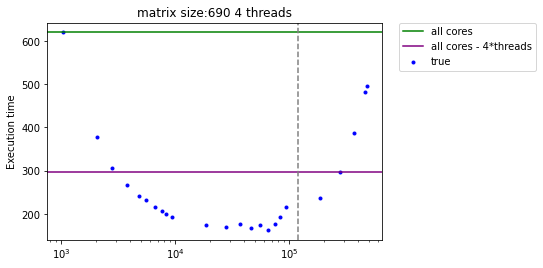 matrix size:690 4 threads
all cores
all cores - 4*threads
true
Execution time
600
500
400
300
200
10³
10⁴
10⁵